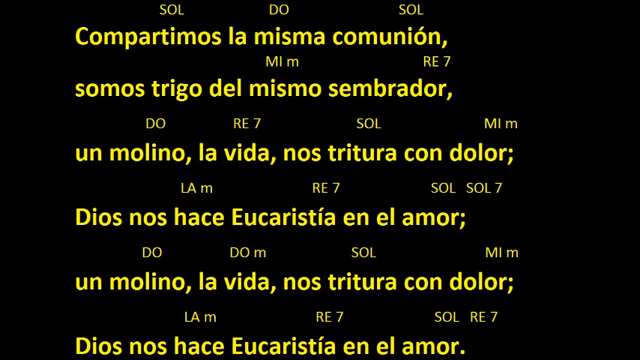 SOL DO SOL
Compartimos la misma comunión,
MI m RE 7
somos trigo del mismo sembrador,
DO RE 7 SOL MI m
un molino, la vida, nos tritura con dolor;
LA m RE 7 SOL SOL 7
Dios nos hace Eucaristía en el amor;
DO DO m SOL MI m
un molino, la vida, nos tritura con dolor;
LA m RE 7 SOL RE 7
Dios nos hace Eucaristía en el amor.